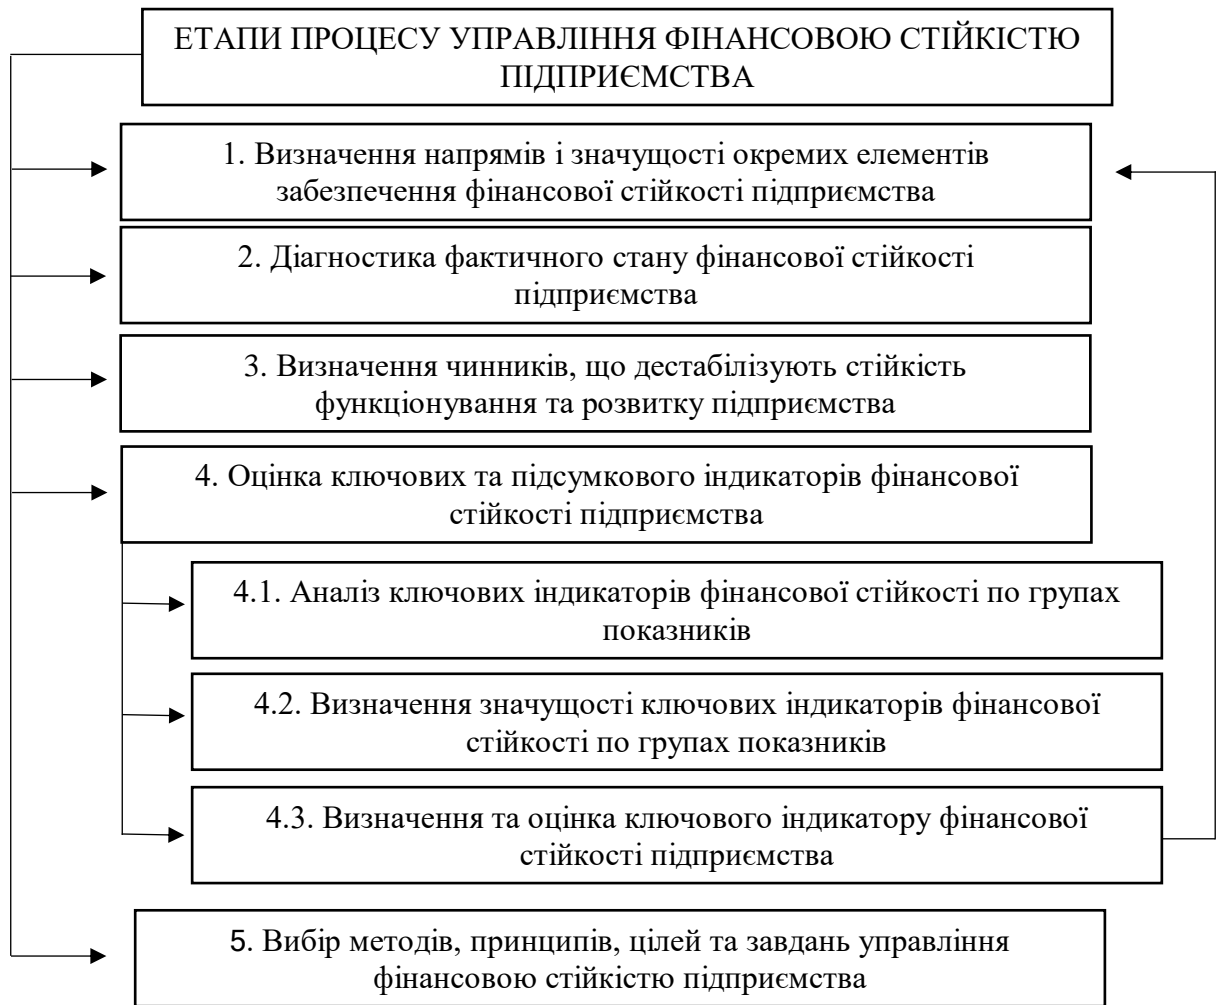 ЕТАПИ ПРОЦЕСУ УПРАВЛІННЯ ФІНАНСОВОЮ СТІЙКІСТЮ
ПІДПРИЄМСТВА
1. Визначення напрямів і значущості окремих елементів
забезпечення фінансової стійкості підприємства
2. Діагностика фактичного стану фінансової стійкості
підприємства
3. Визначення чинників, що дестабілізують стійкість
функціонування та розвитку підприємства
4. Оцінка ключових та підсумкового індикаторів фінансової
стійкості підприємства
4.1. Аналіз ключових індикаторів фінансової стійкості по групах
показників
4.2. Визначення значущості ключових індикаторів фінансової
стійкості по групах показників
4.3. Визначення та оцінка ключового індикатору фінансової
стійкості підприємства
5. Вибір методів, принципів, цілей та завдань управління
фінансовою стійкістю підприємства